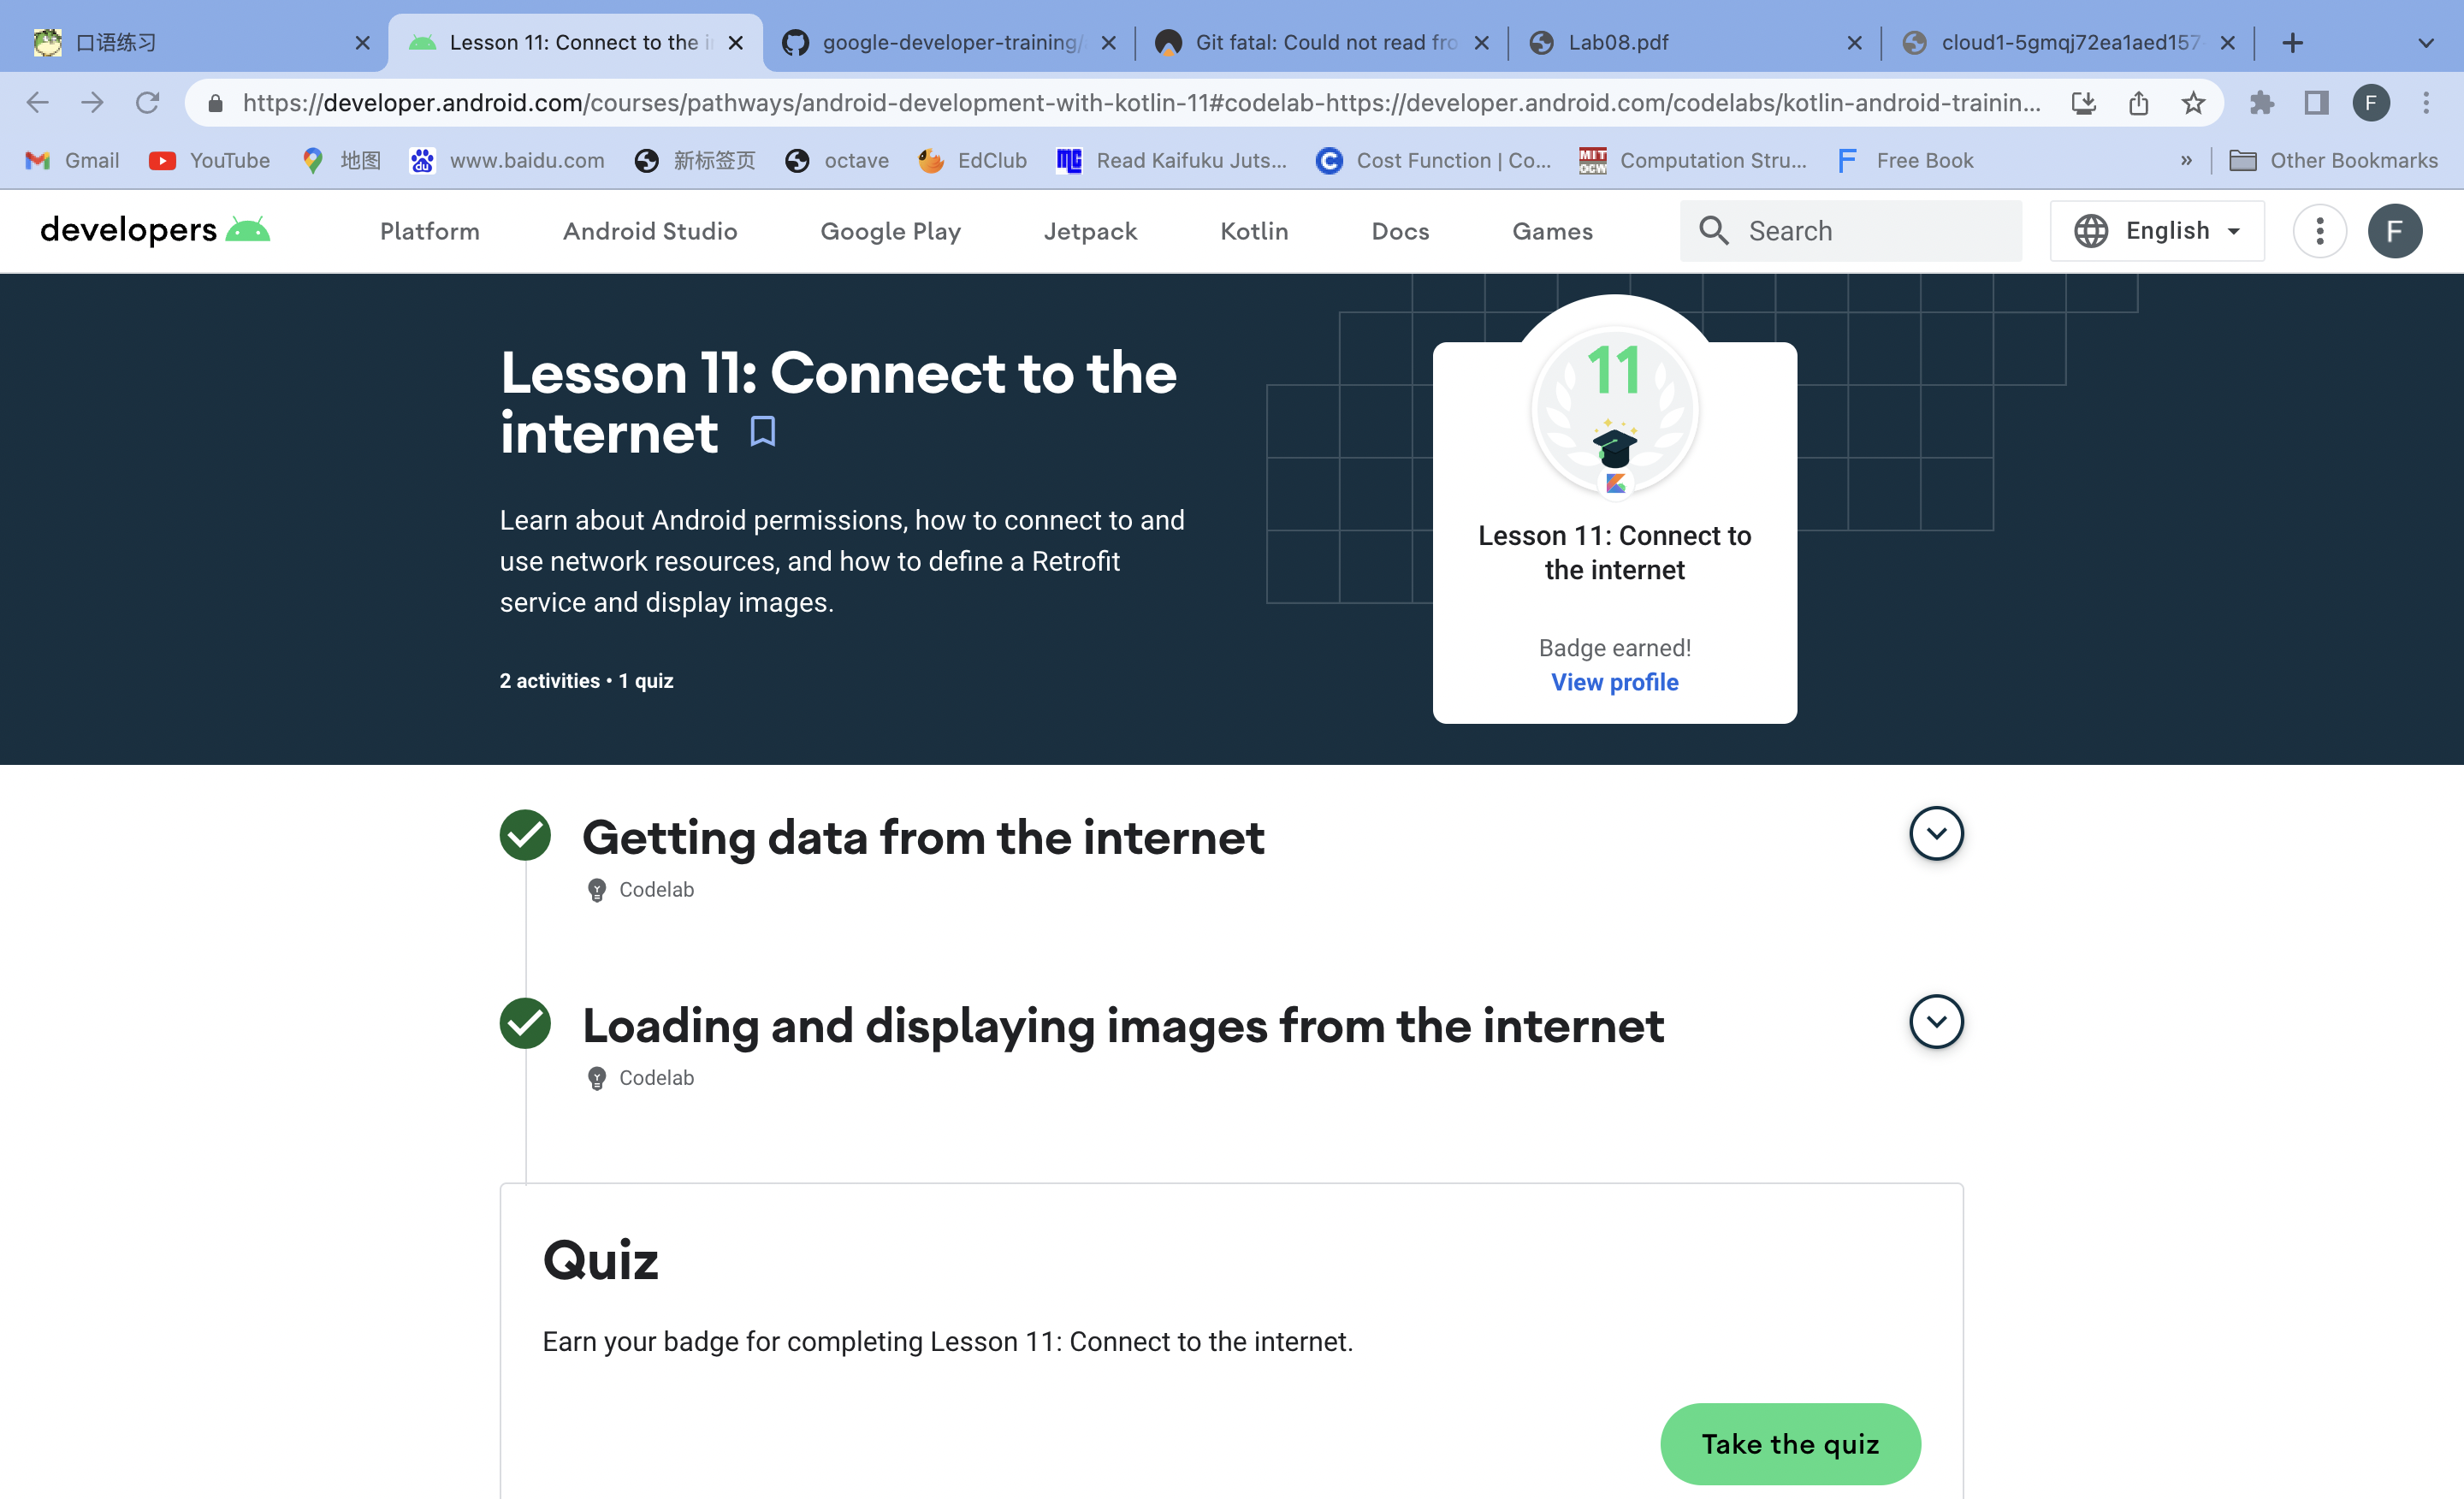 口语练习
Lesson 11: Connect to the i
google-developer-training/
Git fatal: Could not read fro
Lab08.pdf
cloud1-5gmqj72ea1aed157
https://developer.android.com/courses/pathways/android-development-with-kotlin-11#codelab-https://developer.android.com/codelabs/kotlin-android-trainin...
F
Gmail
YouTube
地图
du
www.baidu.com
新标签页
octave
EdClub
Read Kaifuku Juts...
C
Cost Function | Co...
MIT
OCW
Computation Stru...
F
Free Book
»
Other Bookmarks
developers
Platform
Android Studio
Google Play
Jetpack
Kotlin
Docs
Games
Search
English
F
Lesson 11: Connect to the
internet
Learn about Android permissions, how to connect to and
use network resources, and how to define a Retrofit
service and display images.
2 activities • 1 quiz
11
Lesson 11: Connect to
the internet
Badge earned!
View profile
Getting data from the internet
Codelab
Loading and displaying images from the internet
Codelab
Quiz
Earn your badge for completing Lesson 11: Connect to the internet.
Take the quiz